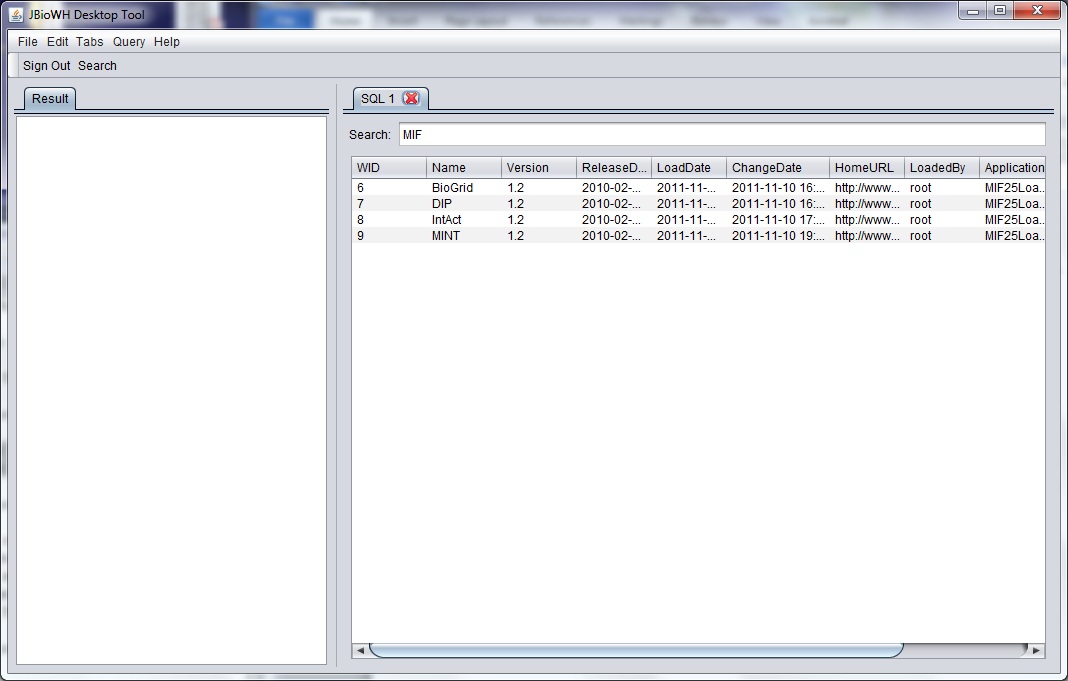 JBioWH Desktop Tool
File Edit Tabs Query Help
Sign Out Search
Result
SQL 1
Search: MIF
WID Name Version ReleaseD... LoadDate ChangeDate HomeURL LoadedBy Application
6 BioGrid 1.2 2010-02-... 2011-11-... 2011-11-10 16:... http://www... root MIF25Loa..
7 DIP 1.2 2010-02-... 2011-11-... 2011-11-10 16:... http://www... root MIF25Loa..
8 IntAct 1.2 2010-02-... 2011-11-... 2011-11-10 17:... http://www... root MIF25Loa..
9 MINT 1.2 2010-02-... 2011-11-... 2011-11-10 19:... http://www... root MIF25Loa..